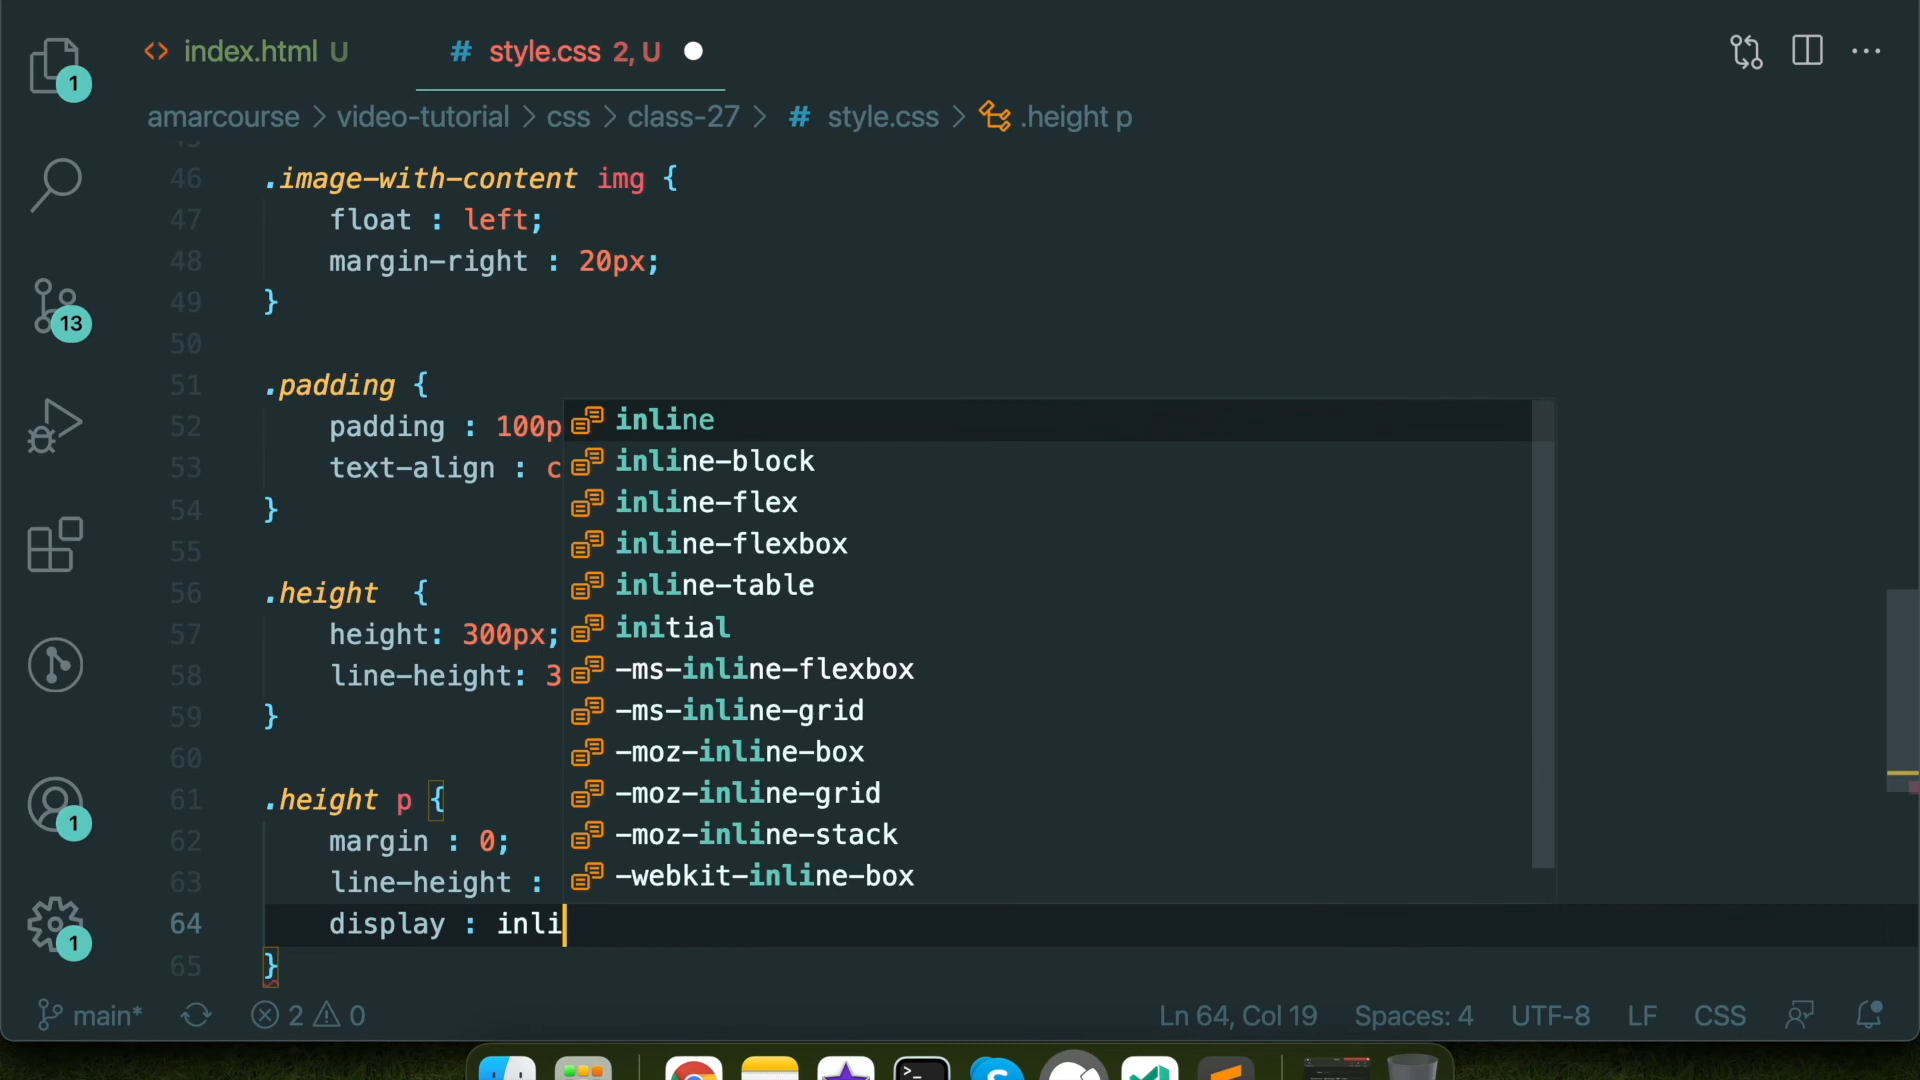 index.html U
# style.css 2, U
1
amarcourse > video-tutorial > css > class-27 > # style.css > .height p
46 .image-with-content img {
47 float : left;
48 margin-right : 20px;
49 }
50
51 .padding {
52 padding : 100p
53 text-align : c
54 }
55
56 .height {
57 height: 300px;
58 line-height: 3
59 }
60
61 .height p {
62 margin : 0;
63 line-height :
64 display : inli
65 }
inline
inline-block
inline-flex
inline-flexbox
inline-table
initial
-ms-inline-flexbox
-ms-inline-grid
-moz-inline-box
-moz-inline-grid
-moz-inline-stack
-webkit-inline-box
13
1
1
main* 2 0 Ln 64, Col 19 Spaces: 4 UTF-8 LF CSS